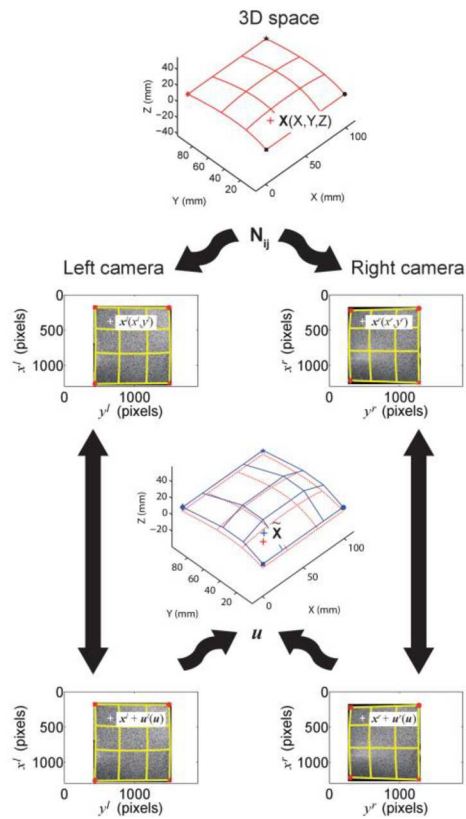 3D space
Z (mm)
40
20
0
-20
-40
X(X,Y,Z)
80
60
40
20
Y (mm)
0
50
100
X (mm)
N_ij
Left camera
Right camera
0
500
1000
x^l (pixels)
x^l(x^l,y^l)
0
1000
y^l (pixels)
0
500
1000
x^r (pixels)
x^r(x^r,y^r)
0
1000
y^r (pixels)
Z (mm)
40
20
0
-20
X̃
80
60
40
20
Y (mm)
0
50
100
X (mm)
u
0
500
1000
x^l (pixels)
x^l + u^l(u)
0
1000
y^l (pixels)
0
500
1000
x^r (pixels)
x^r + u^r(u)
0
1000
y^r (pixels)